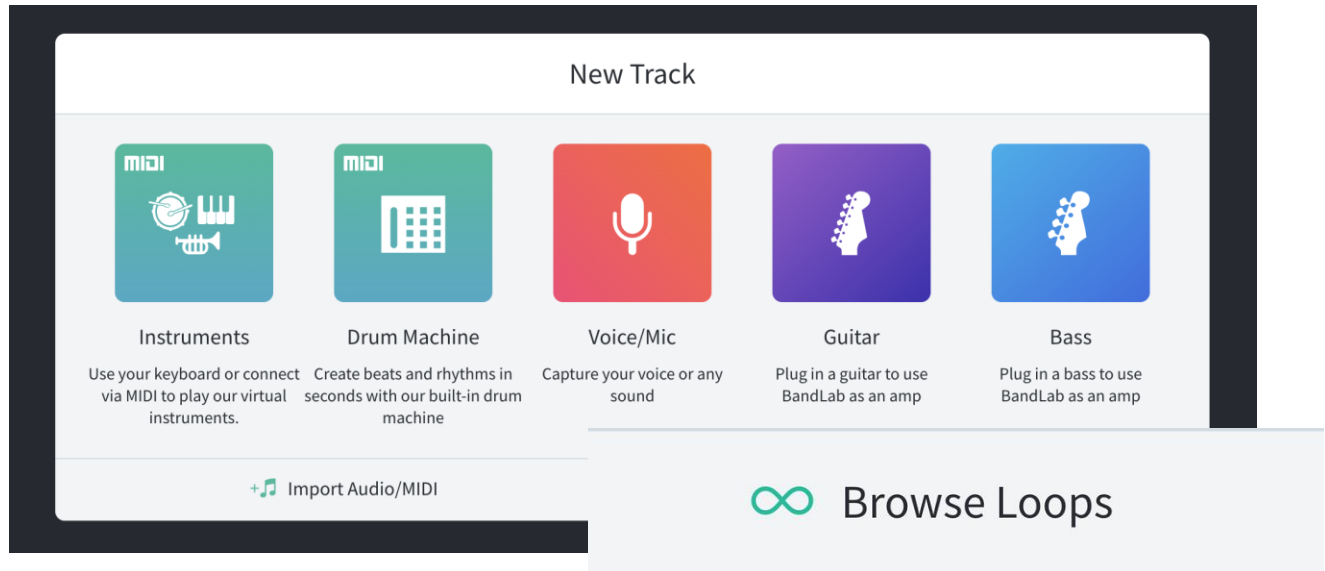 New Track
MIDI
MIDI
Instruments
Use your keyboard or connect
via MIDI to play our virtual
instruments.
Drum Machine
Create beats and rhythms in
seconds with our built-in drum
machine
Voice/Mic
Capture your voice or any
sound
Guitar
Plug in a guitar to use
BandLab as an amp
Bass
Plug in a bass to use
BandLab as an amp
Import Audio/MIDI
Browse Loops